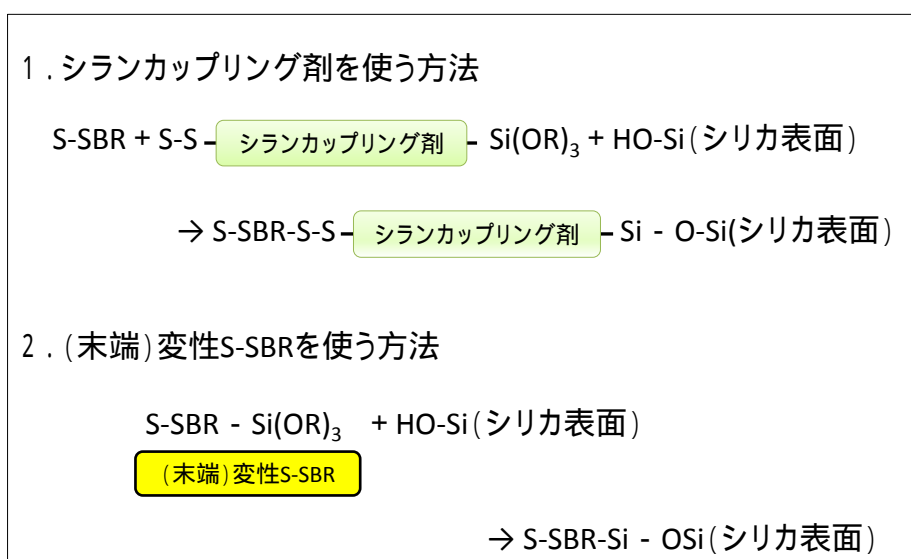 1.シランカップリング剤を使う方法
S-SBR + S-S - シランカップリング剤 - Si(OR)₃ + HO-Si(シリカ表面)
→ S-SBR-S-S - シランカップリング剤 - Si - O-Si(シリカ表面)
2.(末端)変性S-SBRを使う方法
S-SBR - Si(OR)₃ + HO-Si(シリカ表面)
(末端)変性S-SBR
→ S-SBR-Si - OSi(シリカ表面)